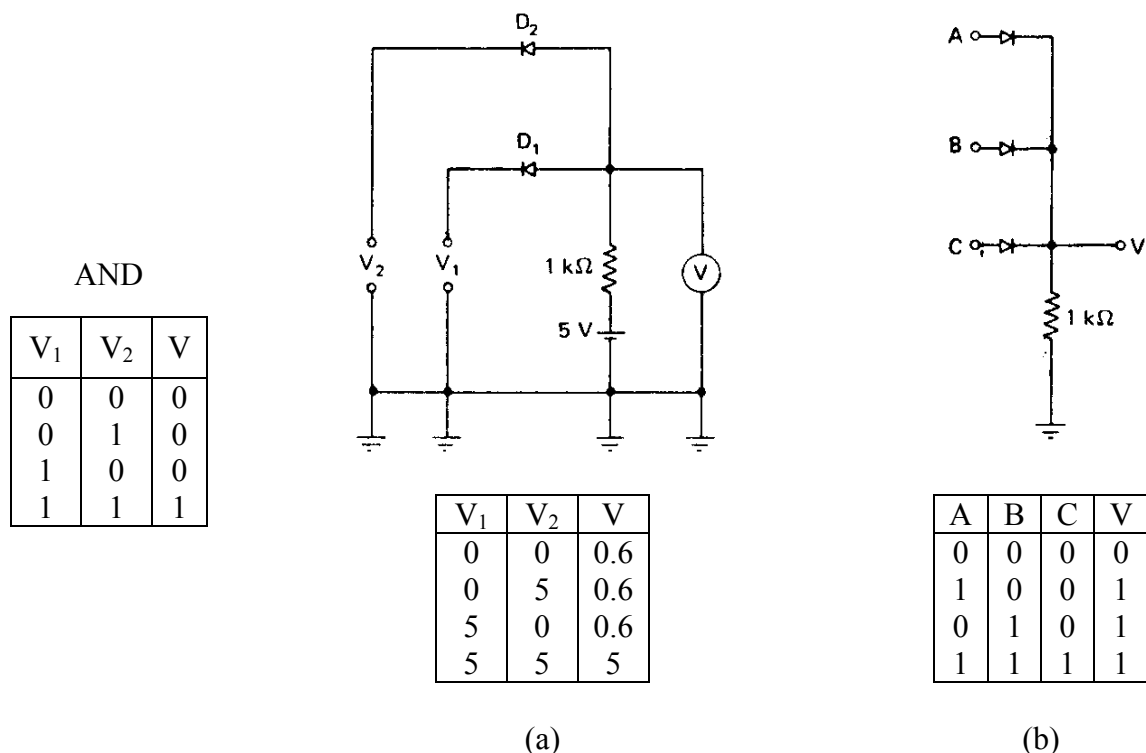 AND
V₁ V₂ V
0 0 0
0 1 0
1 0 0
1 1 1
D₂
D₁
V₂ V₁ 1 kΩ V
5 V
V₁ V₂ V
0 0 0.6
0 5 0.6
5 0 0.6
5 5 5
(a)
A
B
C V
1 kΩ
A B C V
0 0 0 0
1 0 0 1
0 1 0 1
1 1 1 1
(b)